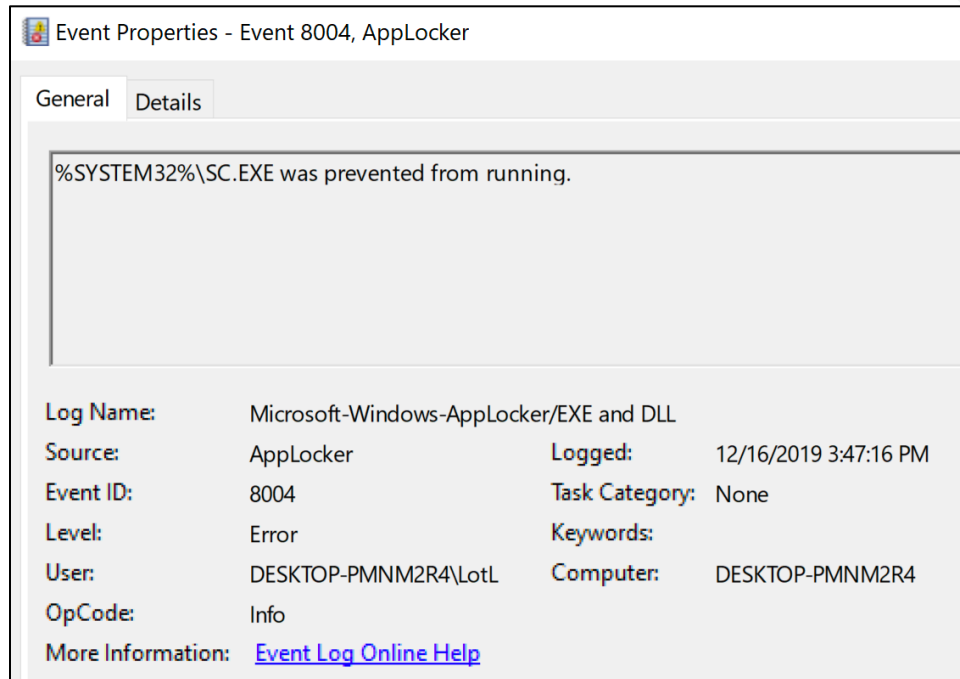 Event Properties - Event 8004, AppLocker
General Details
%SYSTEM32%\SC.EXE was prevented from running.
Log Name: Microsoft-Windows-AppLocker/EXE and DLL
Source: AppLocker Logged: 12/16/2019 3:47:16 PM
Event ID: 8004 Task Category: None
Level: Error Keywords:
User: DESKTOP-PMNM2R4\LotL Computer: DESKTOP-PMNM2R4
OpCode: Info
More Information: Event Log Online Help